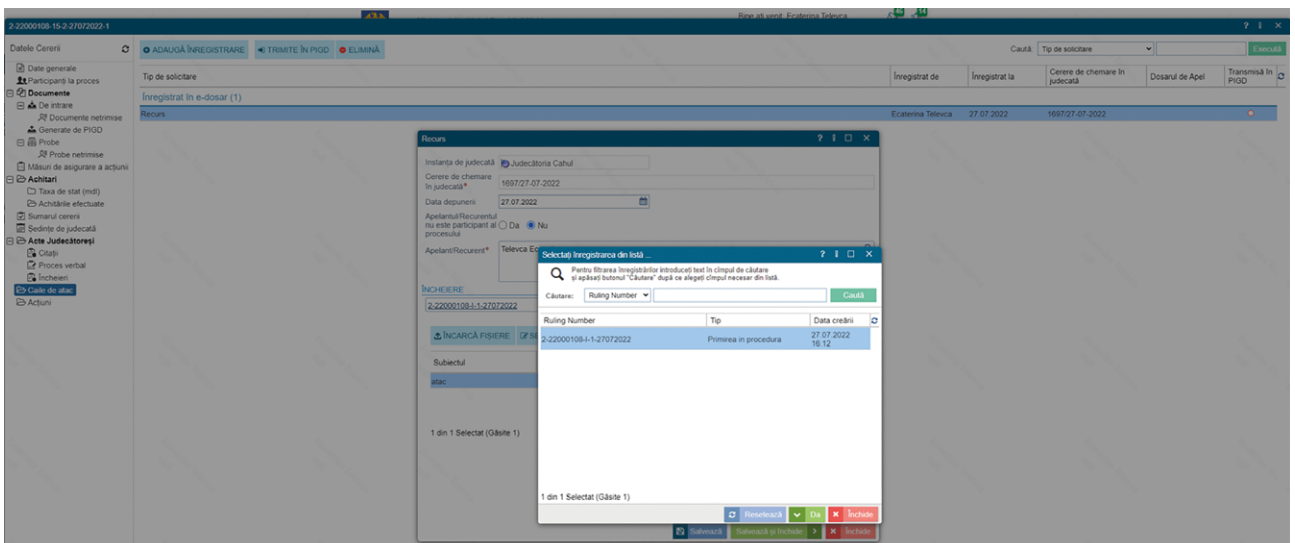 Bine ați venit: Ecaterina Televca
2-22000108-15-2-27072022-1
Datele Cererii
ADAUGĂ ÎNREGISTRARE
TRIMITE ÎN PIGD
ELIMINĂ
Caută:
Tip de solicitare
Execută
Date generale
Participanți la proces
Documente
De intrare
Documente netrimise
Generate de PIGD
Probe
Probe netrimise
Măsuri de asigurare a acțiunii
Achitari
Taxa de stat (mdl)
Achitările efectuate
Sumarul cererii
Ședințe de judecată
Acte Judecătorești
Citații
Proces verbal
Încheieri
Caile de atac
Acțiuni
Tip de solicitare
Înregistrat de
Înregistrat la
Cerere de chemare în judecată
Dosarul de Apel
Transmisă în PIGD
Înregistrat în e-dosar (1)
Recurs
Ecaterina Televca
27.07.2022
1697/27-07-2022
Recurs
Instanța de judecată
Judecătoria Cahul
Cerere de chemare
în judecată*
1697/27-07-2022
Data depunerii
27.07.2022
Apelantul/Recurentul
nu este participant al
procesului
Da
Nu
Apelant/Recurent*
Televca Ec
ÎNCHEIERE
2-22000108-I-1-27072022
ÎNCARCĂ FIȘIERE
Subiectul
atac
1 din 1 Selectat (Găsite 1)
Salvează
Salvează și închide
Închide
Selectați înregistrarea din listă ...
Pentru filtrarea înregistrărilor introduceți text în câmpul de căutare
și apăsați butonul "Căutare" după ce alegeți cîmpul necesar din listă.
Căutare:
Ruling Number
Caută
Ruling Number
Tip
Data creării
2-22000108-I-1-27072022
Primirea in procedura
27.07.2022
16:12
1 din 1 Selectat (Găsite 1)
Resetează
Da
Închide